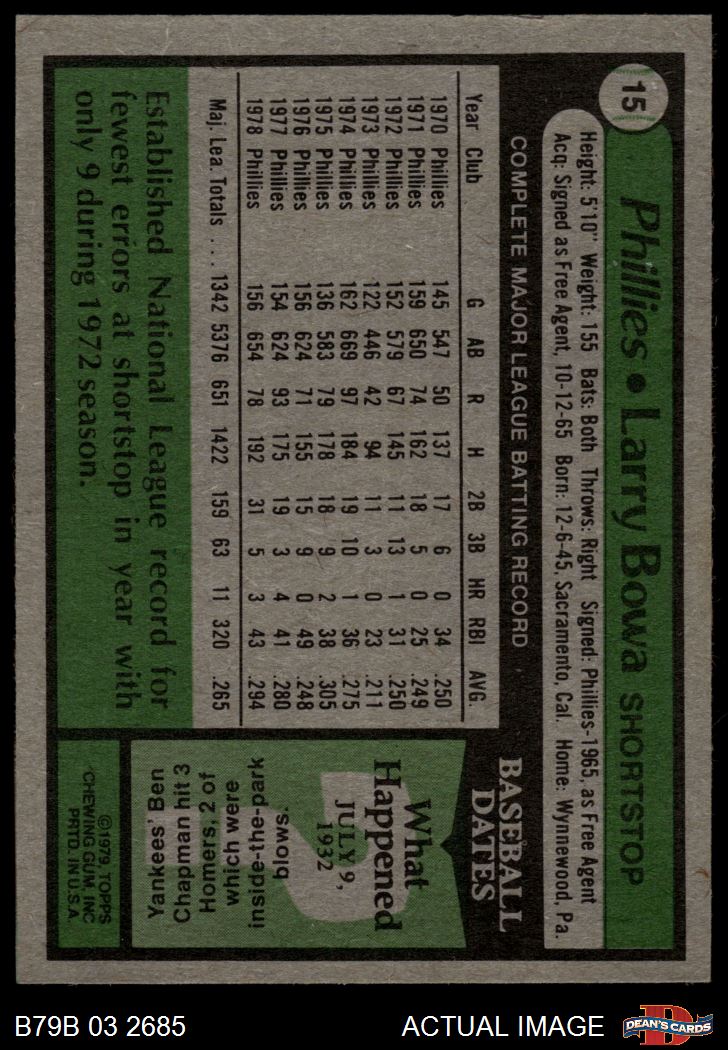 15
Phillies • Larry Bowa SHORTSTOP
Height: 5'10" Weight: 155 Bats: Both Throws: Right Signed: Phillies-1965, as Free Agent
Acq: Signed as Free Agent, 10-12-65 Born: 12-6-45, Sacramento, Cal. Home: Wynnewood, Pa.
COMPLETE MAJOR LEAGUE BATTING RECORD
Year Club G AB R H 2B 3B HR RBI AVG.
1970 Phillies 145 547 50 137 17 6 0 34 .250
1971 Phillies 159 650 74 162 18 5 0 25 .249
1972 Phillies 152 579 67 145 11 13 1 31 .250
1973 Phillies 122 446 42 94 11 3 0 23 .211
1974 Phillies 162 669 97 184 19 10 1 36 .275
1975 Phillies 136 583 79 178 18 9 2 38 .305
1976 Phillies 156 624 71 155 15 9 0 49 .248
1977 Phillies 154 624 93 175 19 3 4 41 .280
1978 Phillies 156 654 78 192 31 5 3 43 .294
Maj. Lea. Totals . . . 1342 5376 651 1422 159 63 11 320 .265
Established National League record for
fewest errors at shortstop in year with
only 9 during 1972 season.
BASEBALL
DATES
What
Happened
JULY 9,
1932
Yankees' Ben
Chapman hit 3
Homers, 2 of
which were
inside-the-park
blows.
©1979, TOPPS
CHEWING GUM, INC
PRTD. IN U.S.A.
B79B 03 2685 ACTUAL IMAGE
D
DEAN'S CARDS